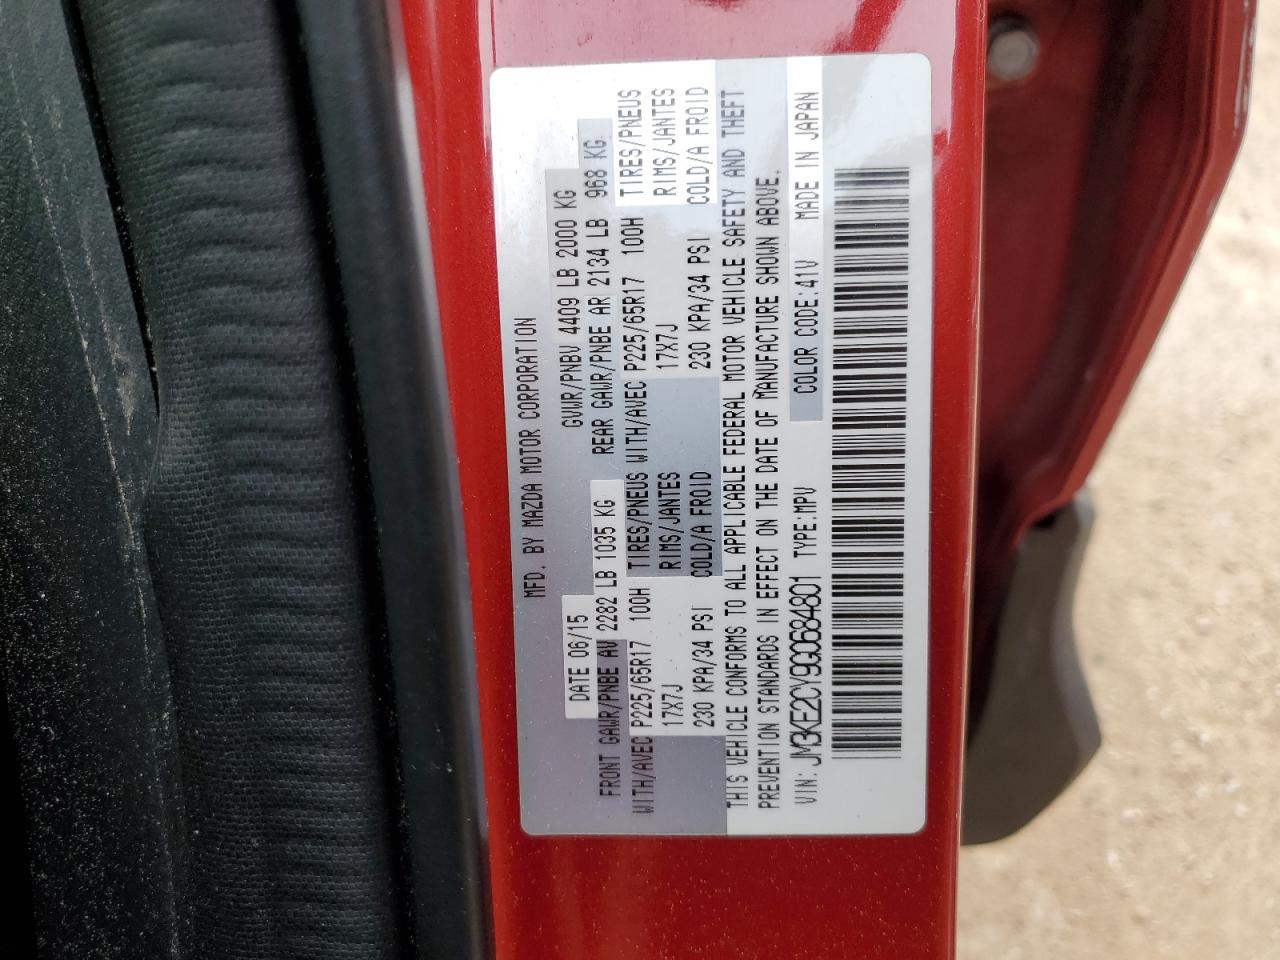 MFD. BY MAZDA MOTOR CORPORATION
DATE 06/15 GVWR/PNBV 4409 LB 2000 KG
FRONT GAWR/PNBE AV 2282 LB 1035 KG REAR GAWR/PNBE AR 2134 LB 968 KG
WITH/AVEC P225/65R17 100H TIRES/PNEUS WITH/AVEC P225/65R17 100H TIRES/PNEUS
17X7J RIMS/JANTES 17X7J RIMS/JANTES
230 KPA/34 PSI COLD/A FROID 230 KPA/34 PSI COLD/A FROID
THIS VEHICLE CONFORMS TO ALL APPLICABLE FEDERAL MOTOR VEHICLE SAFETY AND THEFT
PREVENTION STANDARDS IN EFFECT ON THE DATE OF MANUFACTURE SHOWN ABOVE.
VIN: JM3KE2CY9G0684801 TYPE:MPV COLOR CODE:41V MADE IN JAPAN